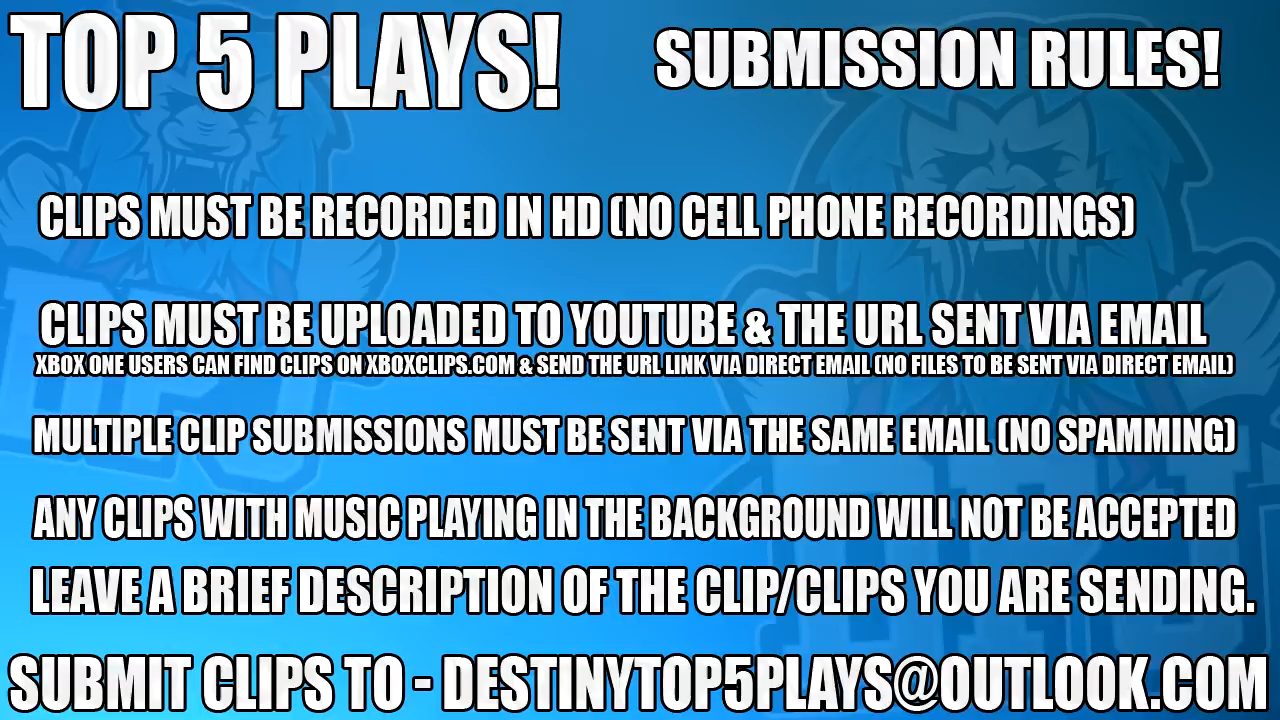 TOP 5 PLAYS!
SUBMISSION RULES!
CLIPS MUST BE RECORDED IN HD (NO CELL PHONE RECORDINGS)
CLIPS MUST BE UPLOADED TO YOUTUBE & THE URL SENT VIA EMAIL
XBOX ONE USERS CAN FIND CLIPS ON XBOXCLIPS.COM & SEND THE URL LINK VIA DIRECT EMAIL (NO FILES TO BE SENT VIA DIRECT EMAIL)
MULTIPLE CLIP SUBMISSIONS MUST BE SENT VIA THE SAME EMAIL (NO SPAMMING)
ANY CLIPS WITH MUSIC PLAYING IN THE BACKGROUND WILL NOT BE ACCEPTED
LEAVE A BRIEF DESCRIPTION OF THE CLIP/CLIPS YOU ARE SENDING.
SUBMIT CLIPS TO - DESTINYTOP5PLAYS@OUTLOOK.COM